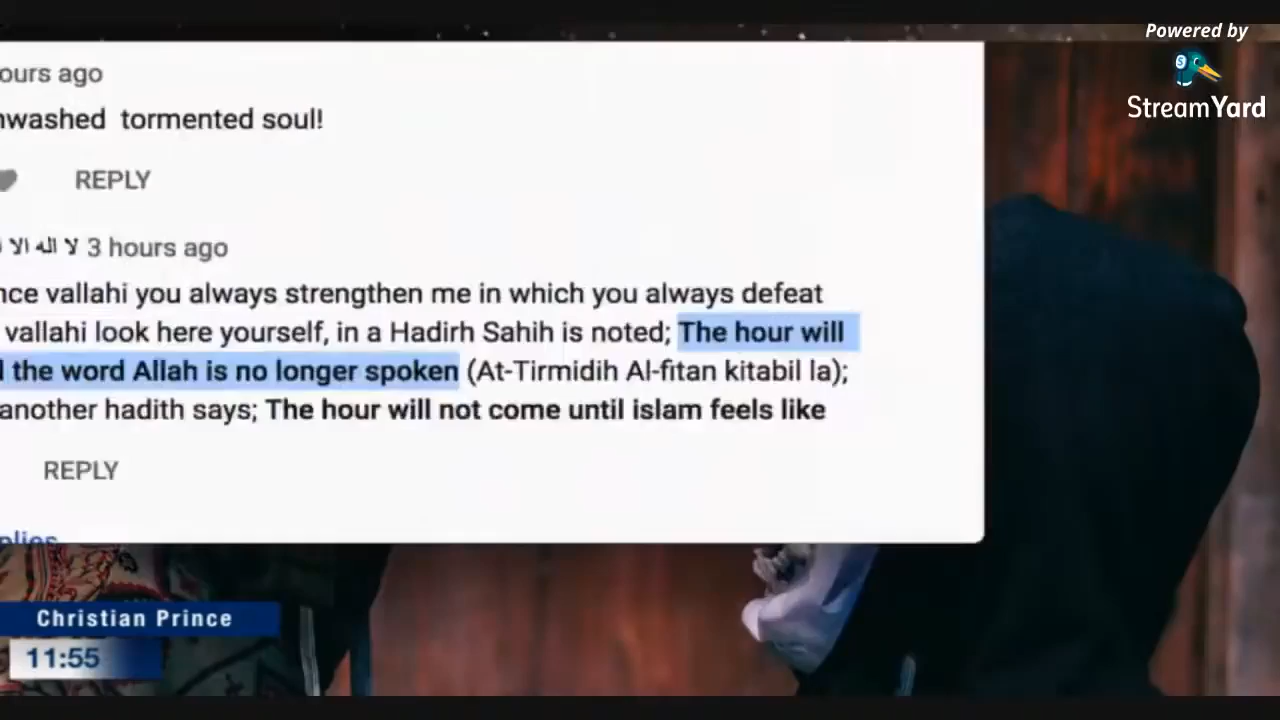 Powered by
StreamYard
ours ago
nwashed tormented soul!
REPLY
لا اله الا 3 hours ago
nce vallahi you always strengthen me in which you always defeat
vallahi look here yourself, in a Hadirh Sahih is noted; The hour will
l the word Allah is no longer spoken (At-Tirmidih Al-fitan kitabil la);
another hadith says; The hour will not come until islam feels like
REPLY
plies
Christian Prince
11:55